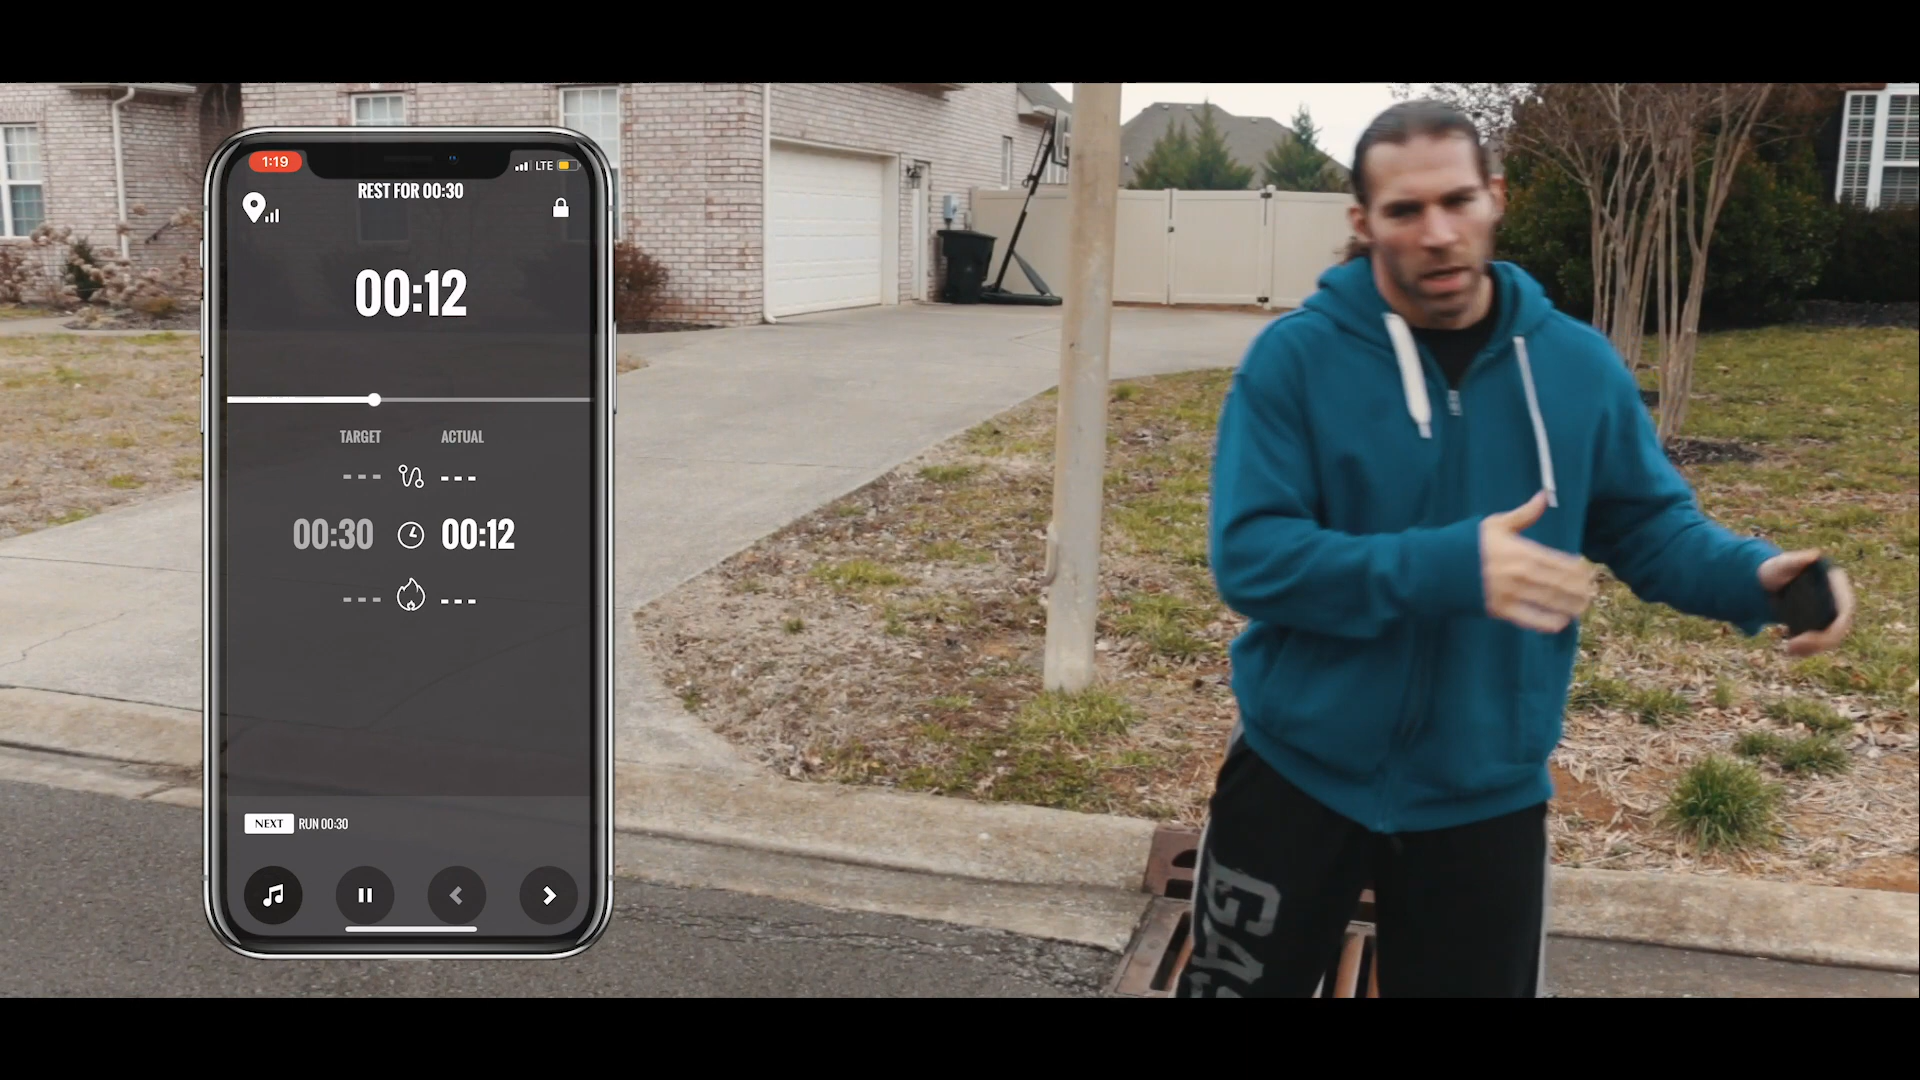 1:19
LTE
REST FOR 00:30
00:12
TARGET ACTUAL
--- ---
00:30 00:12
--- ---
NEXT RUN 00:30